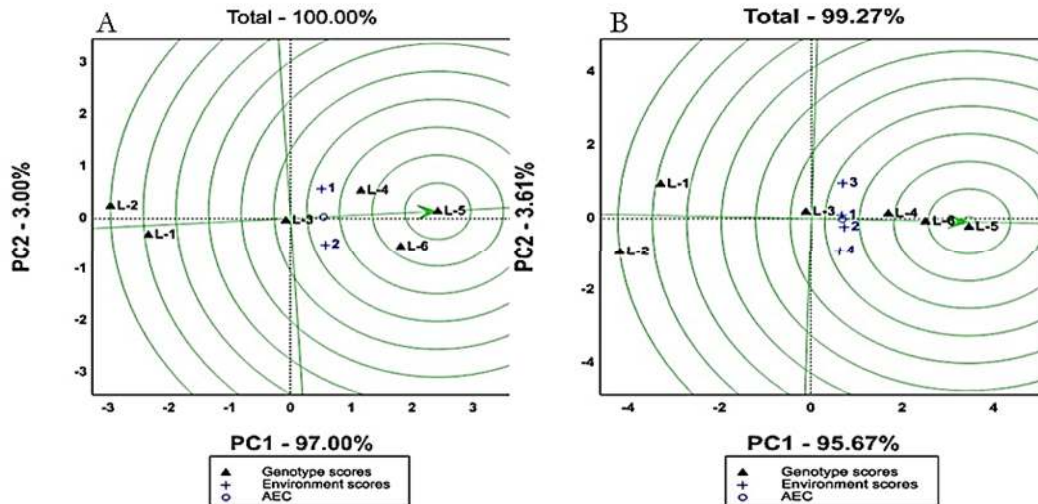 A
Total - 100.00%
PC2 - 3.00%
3
2
1
0
-1
-2
-3
L-2
L-1
L-3
1
2
L-4
L-5
L-6
-3
-2
-1
0
1
2
3
PC1 - 97.00%
Genotype scores
Environment scores
AEC
B
Total - 99.27%
PC2 - 3.61%
4
2
0
-2
-4
L-1
L-2
L-3
3
1
2
4
L-4
L-6
L-5
-4
-2
0
2
4
PC1 - 95.67%
Genotype scores
Environment scores
AEC